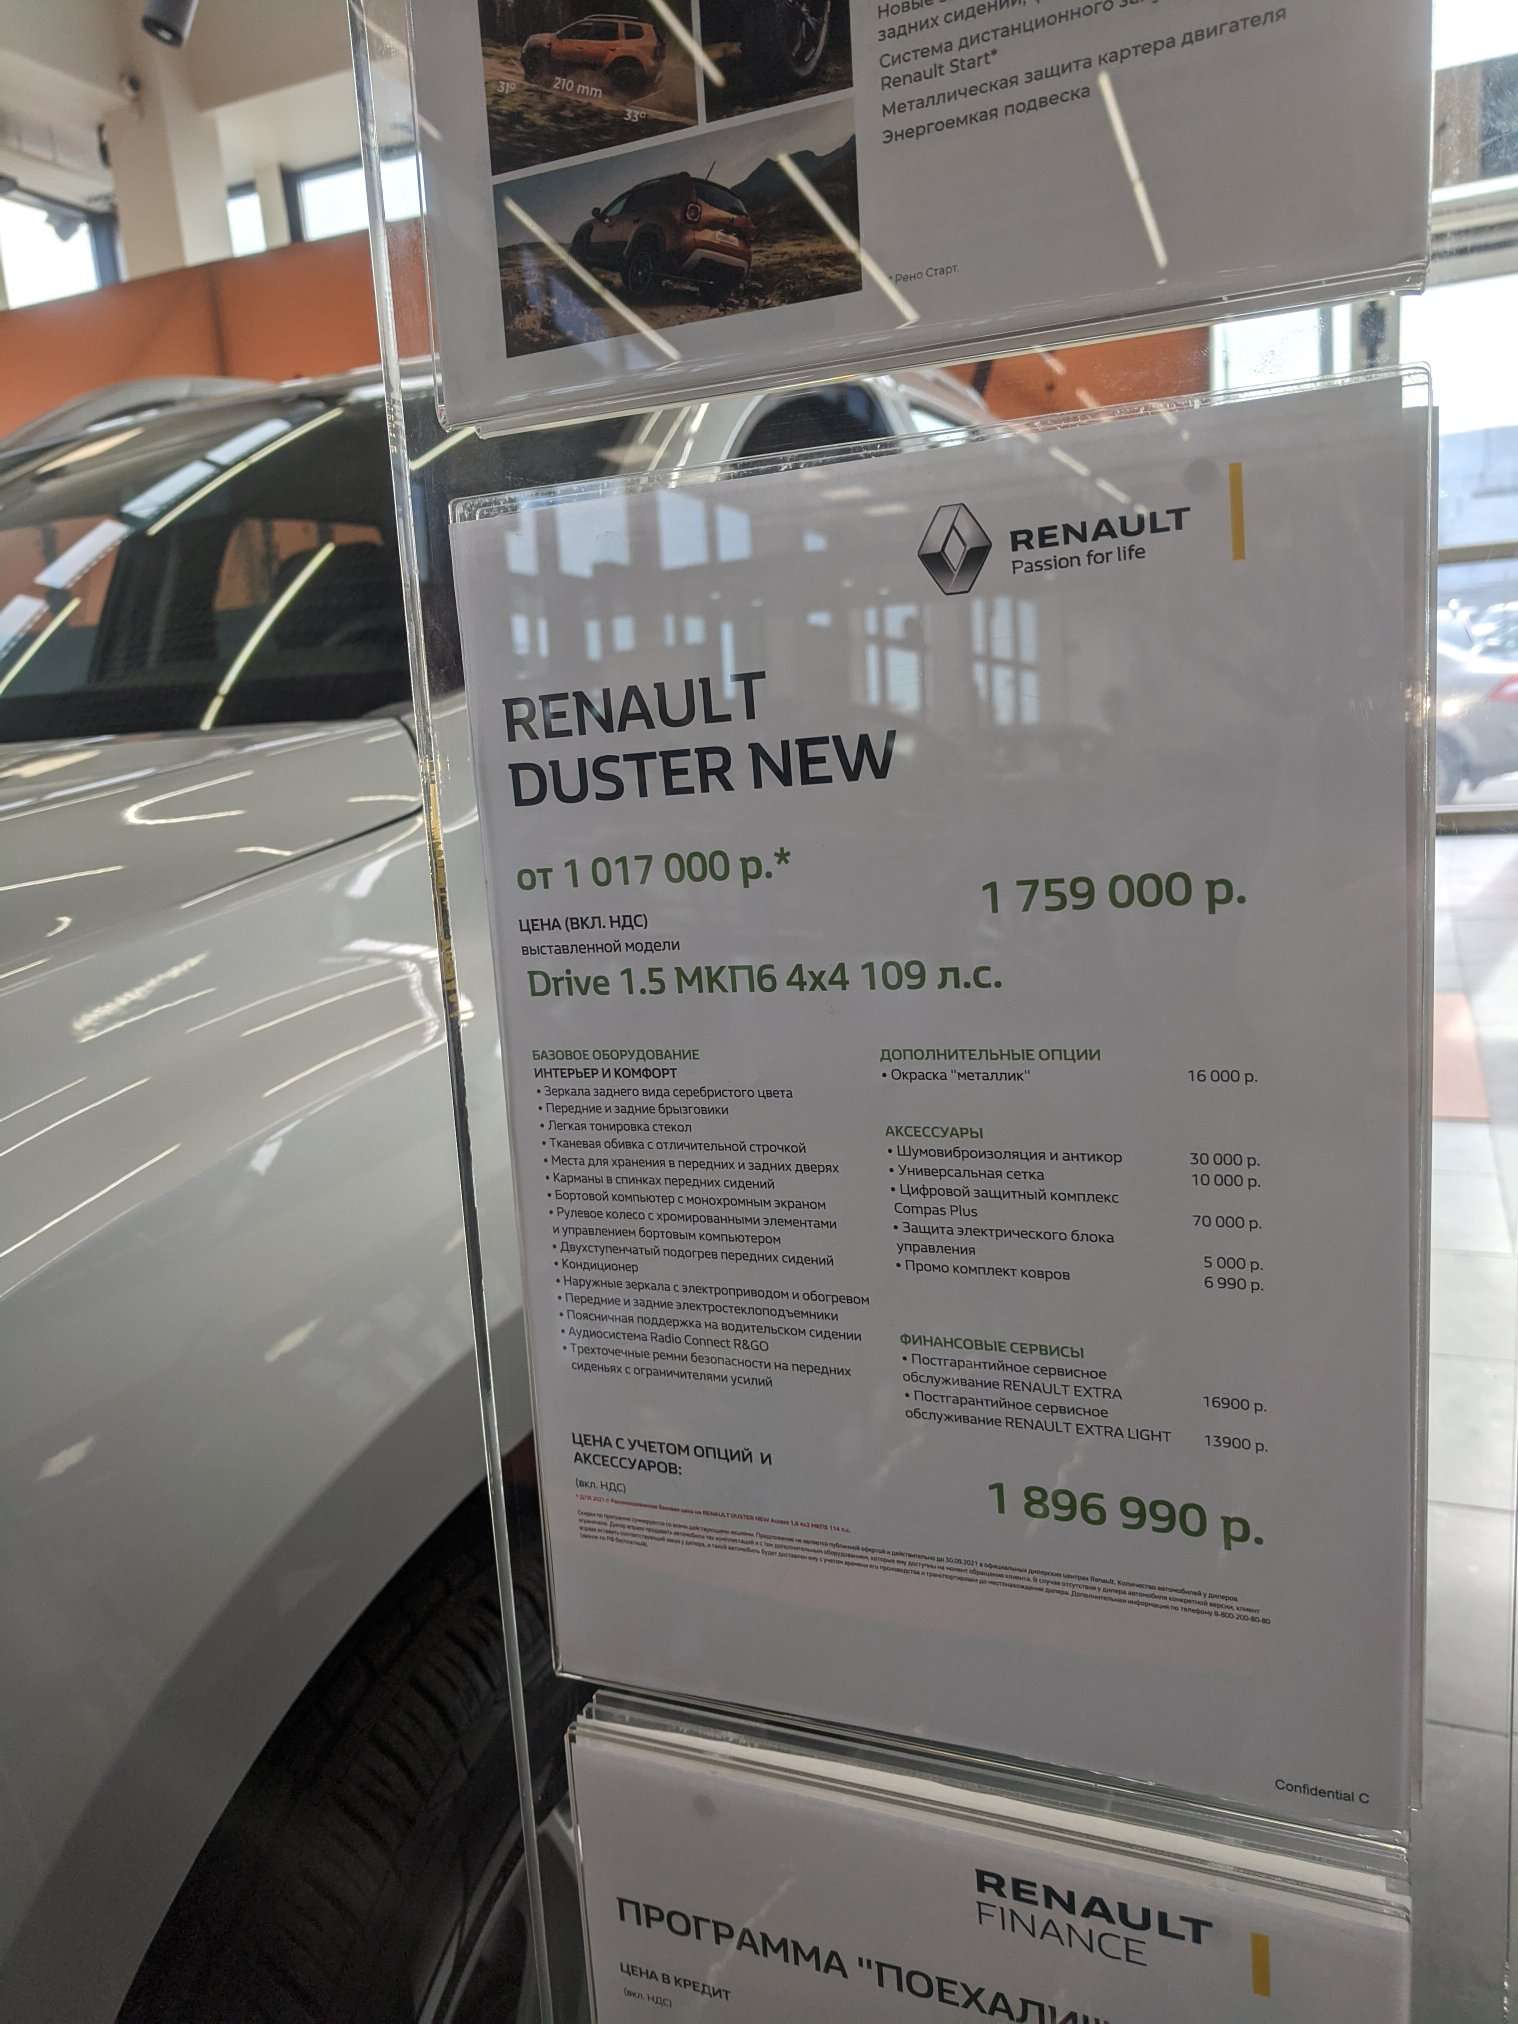 31º
210 mm
33º
Новые
задних сидений,
Система дистанционного
Renault Start*
Металлическая защита картера двигателя
Энергоемкая подвеска
*Рено Старт.
RENAULT
Passion for life
RENAULT
DUSTER NEW
от 1 017 000 р.*
1 759 000 р.
ЦЕНА (ВКЛ. НДС)
выставленной модели
Drive 1.5 МКП6 4x4 109 л.с.
БАЗОВОЕ ОБОРУДОВАНИЕ
ИНТЕРЬЕР И КОМФОРТ
• Зеркала заднего вида серебристого цвета
• Передние и задние брызговики
• Легкая тонировка стекол
• Тканевая обивка с отличительной строчкой
• Места для хранения в передних и задних дверях
• Карманы в спинках передних сидений
• Бортовой компьютер с монохромным экраном
• Рулевое колесо с хромированными элементами
и управлением бортовым компьютером
• Двухступенчатый подогрев передних сидений
• Кондиционер
• Наружные зеркала с электроприводом и обогревом
• Передние и задние электростеклоподъемники
• Поясничная поддержка на водительском сидении
• Аудиосистема Radio Connect R&GO
• Трехточечные ремни безопасности на передних
сиденьях с ограничителями усилий
ДОПОЛНИТЕЛЬНЫЕ ОПЦИИ
• Окраска "металлик" 16 000 р.
АКСЕССУАРЫ
• Шумовиброизоляция и антикор 30 000 р.
• Универсальная сетка 10 000 р.
• Цифровой защитный комплекс
Compas Plus 70 000 р.
• Защита электрического блока
управления 5 000 р.
• Промо комплект ковров 6 990 р.
ФИНАНСОВЫЕ СЕРВИСЫ
• Постгарантийное сервисное
обслуживание RENAULT EXTRA 16900 р.
• Постгарантийное сервисное
обслуживание RENAULT EXTRA LIGHT 13900 р.
ЦЕНА С УЧЕТОМ ОПЦИЙ И
АКСЕССУАРОВ:
(вкл. НДС)
1 896 990 р.
Confidential C
RENAULT
FINANCE
ПРОГРАММА "ПОЕХАЛИ!"
ЦЕНА В КРЕДИТ
(вкл. НДС)